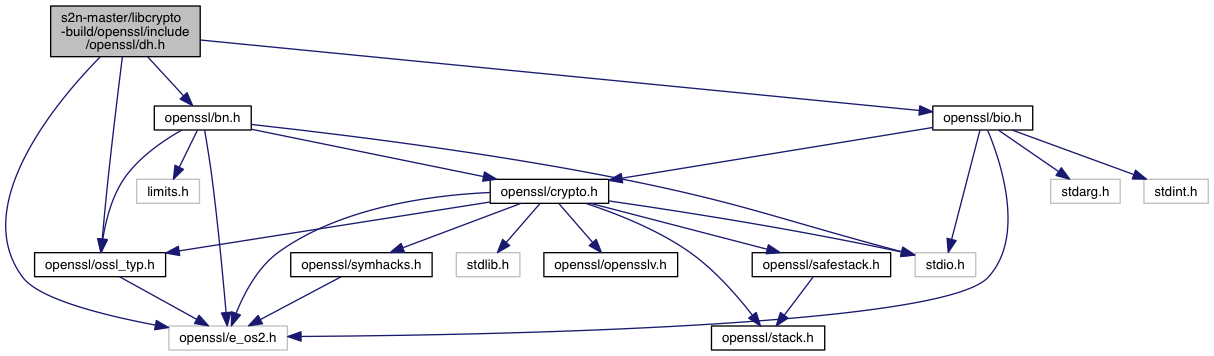 s2n-master/libcrypto
-build/openssl/include
/openssl/dh.h
openssl/bn.h
openssl/bio.h
limits.h
openssl/crypto.h
stdarg.h
stdint.h
openssl/ossl_typ.h
openssl/symhacks.h
stdlib.h
openssl/opensslv.h
openssl/safestack.h
stdio.h
openssl/e_os2.h
openssl/stack.h